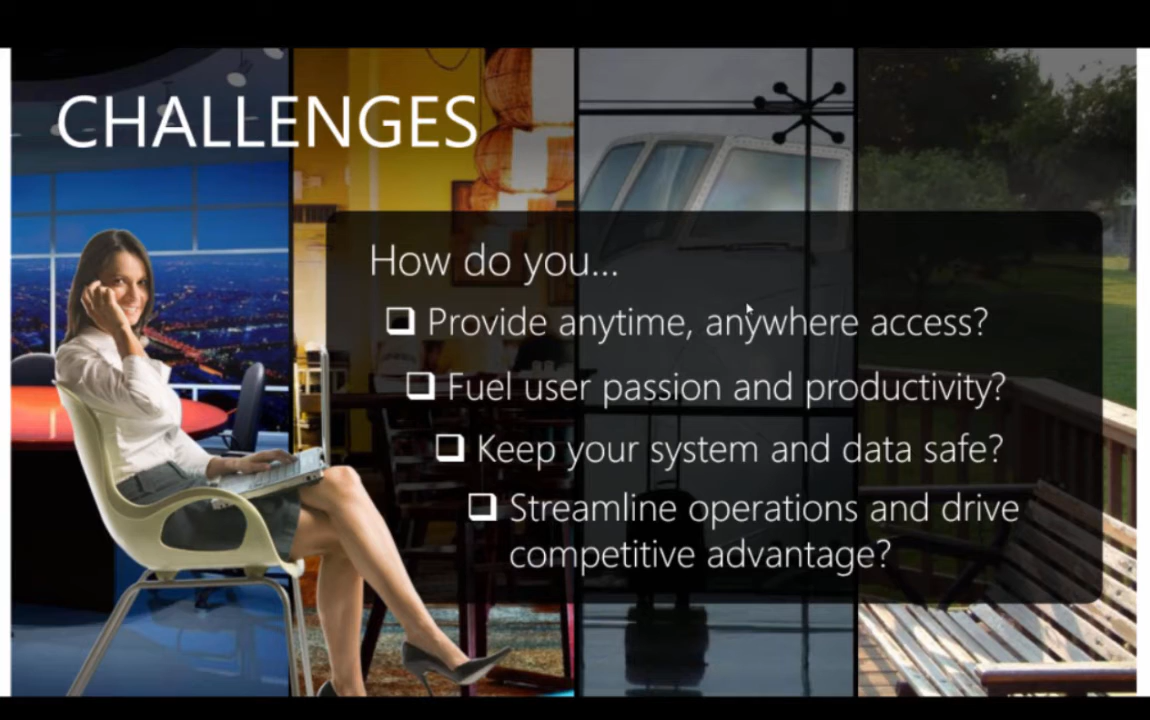 CHALLENGES
How do you...
Provide anytime, anywhere access?
Fuel user passion and productivity?
Keep your system and data safe?
Streamline operations and drive
competitive advantage?